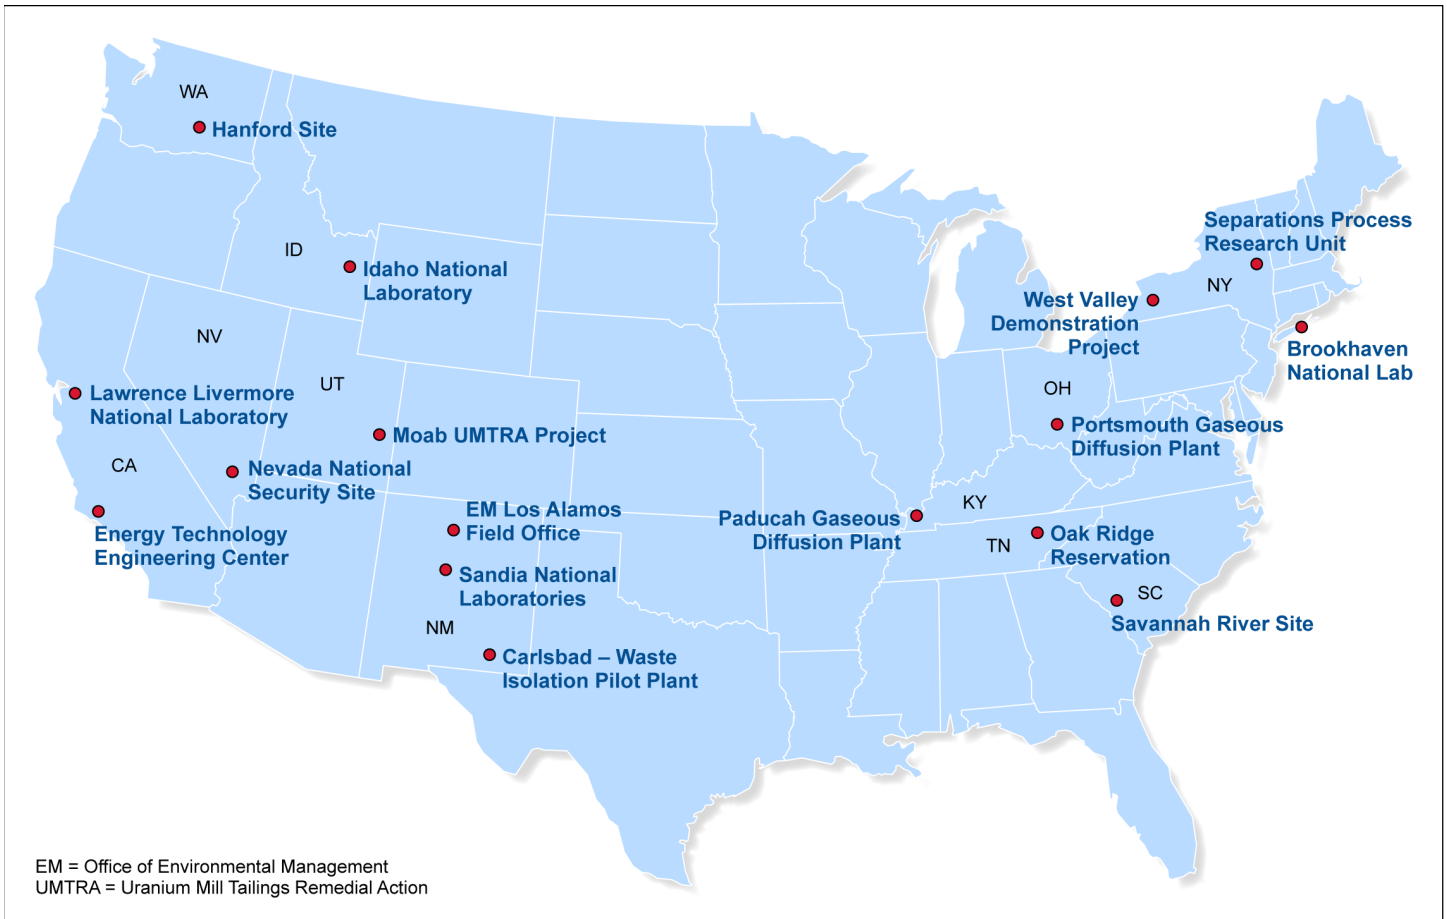 WA
Hanford Site
Separations Process
Research Unit
ID
Idaho National
Laboratory
NY
West Valley
Demonstration
Project
NV
Brookhaven
National Lab
UT
OH
Lawrence Livermore
National Laboratory
Moab UMTRA Project
Portsmouth Gaseous
Diffusion Plant
CA
Nevada National
Security Site
EM Los Alamos
Field Office
KY
Paducah Gaseous
Diffusion Plant
Energy Technology
Engineering Center
TN
Oak Ridge
Reservation
Sandia National
Laboratories
SC
Savannah River Site
NM
Carlsbad – Waste
Isolation Pilot Plant
EM = Office of Environmental Management
UMTRA = Uranium Mill Tailings Remedial Action